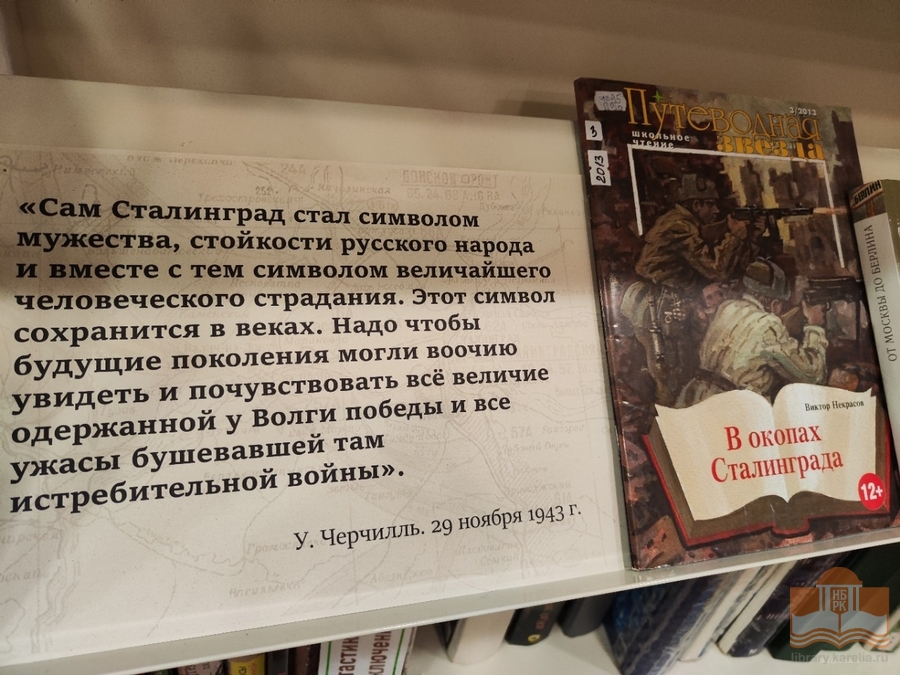 «Сам Сталинград стал символом
мужества, стойкости русского народа
и вместе с тем символом величайшего
человеческого страдания. Этот символ
сохранится в веках. Надо чтобы
будущие поколения могли воочию
увидеть и почувствовать всё величие
одержанной у Волги победы и все
ужасы бушевавшей там
истребительной войны».
У. Черчилль. 29 ноября 1943 г.
Путеводная
звезда
школьное
чтение
3/2013
3
2013
Виктор Некрасов
В окопах
Сталинграда
12+
БЕРЛИН
ОТ МОСКВЫ ДО БЕРЛИНА
НБ
РК
library.karelia.ru